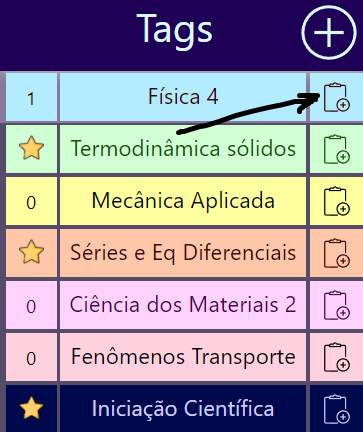 Tags
1 Física 4
Termodinâmica sólidos
0 Mecânica Aplicada
Séries e Eq Diferenciais
0 Ciência dos Materiais 2
0 Fenômenos Transporte
Iniciação Científica